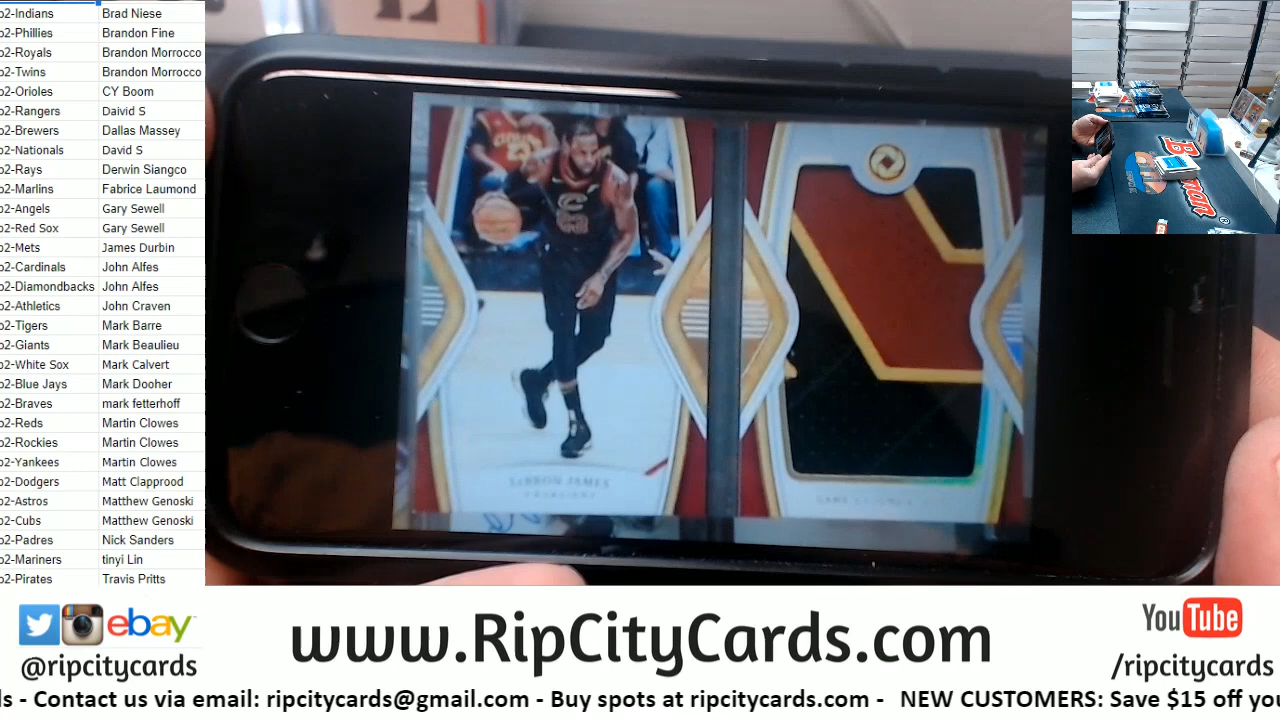 o2-Indians Brad Niese
o2-Phillies Brandon Fine
o2-Royals Brandon Morrocco
o2-Twins Brandon Morrocco
o2-Orioles CY Boom
o2-Rangers Daivid S
o2-Brewers Dallas Massey
o2-Nationals David S
o2-Rays Derwin Siangco
o2-Marlins Fabrice Laumond
o2-Angels Gary Sewell
o2-Red Sox Gary Sewell
o2-Mets James Durbin
o2-Cardinals John Alfes
o2-Diamondbacks John Alfes
o2-Athletics John Craven
o2-Tigers Mark Barre
o2-Giants Mark Beaulieu
o2-White Sox Mark Calvert
o2-Blue Jays Mark Dooher
o2-Braves mark fetterhoff
o2-Reds Martin Clowes
o2-Rockies Martin Clowes
o2-Yankees Martin Clowes
o2-Dodgers Matt Clapprood
o2-Astros Matthew Genoski
o2-Cubs Matthew Genoski
o2-Padres Nick Sanders
o2-Mariners tinyi Lin
o2-Pirates Travis Pritts
23
C
23
LEBRON JAMES
ebay
@ripcitycards
www.RipCityCards.com
YouTube
/ripcitycards
ds - Contact us via email: ripcitycards@gmail.com - Buy spots at ripcitycards.com - NEW CUSTOMERS: Save $15 off you